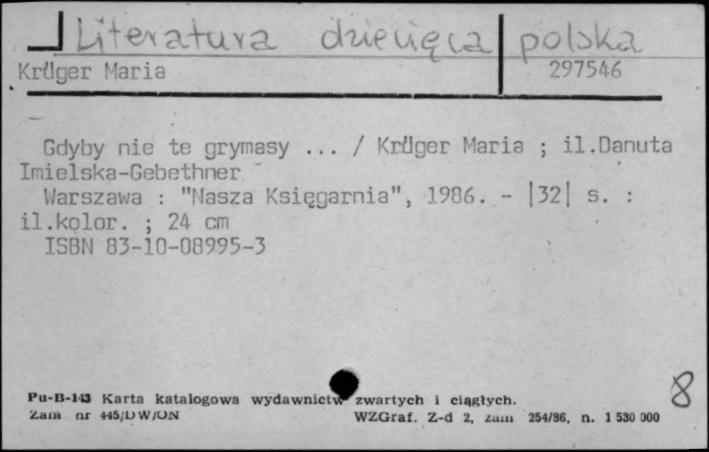 Literatura dziecięca polska
Krüger Maria 297546
Gdyby nie te grymasy ... / Krüger Maria ; il.Danuta
Imielska-Gebethner
Warszawa : "Nasza Księgarnia", 1986. - |32| s. :
il.kolor. ; 24 cm
ISBN 83-10-08995-3
8
Pu-B-143 Karta katalogowa wydawnictw zwartych i ciągłych.
Zam nr 445/DW/ON WZGraf. Z-d 2, zam 254/86, n. 1 530 000